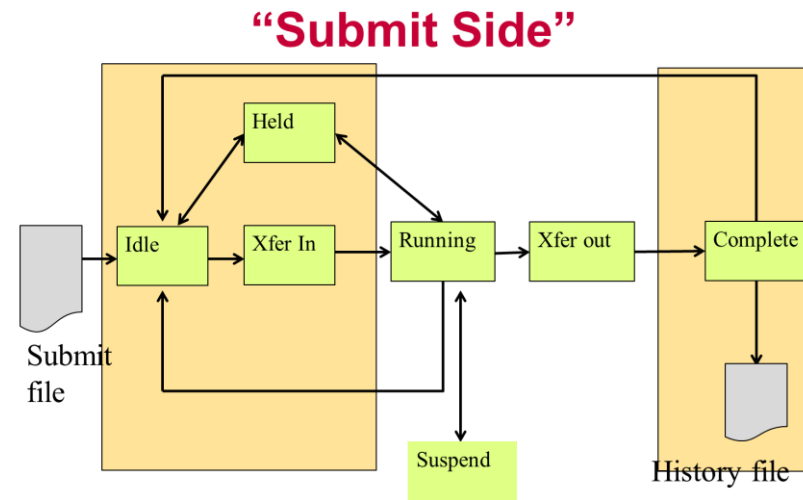 “Submit Side”
Held
Idle
Xfer In
Running
Xfer out
Complete
Submit
file
Suspend
History file